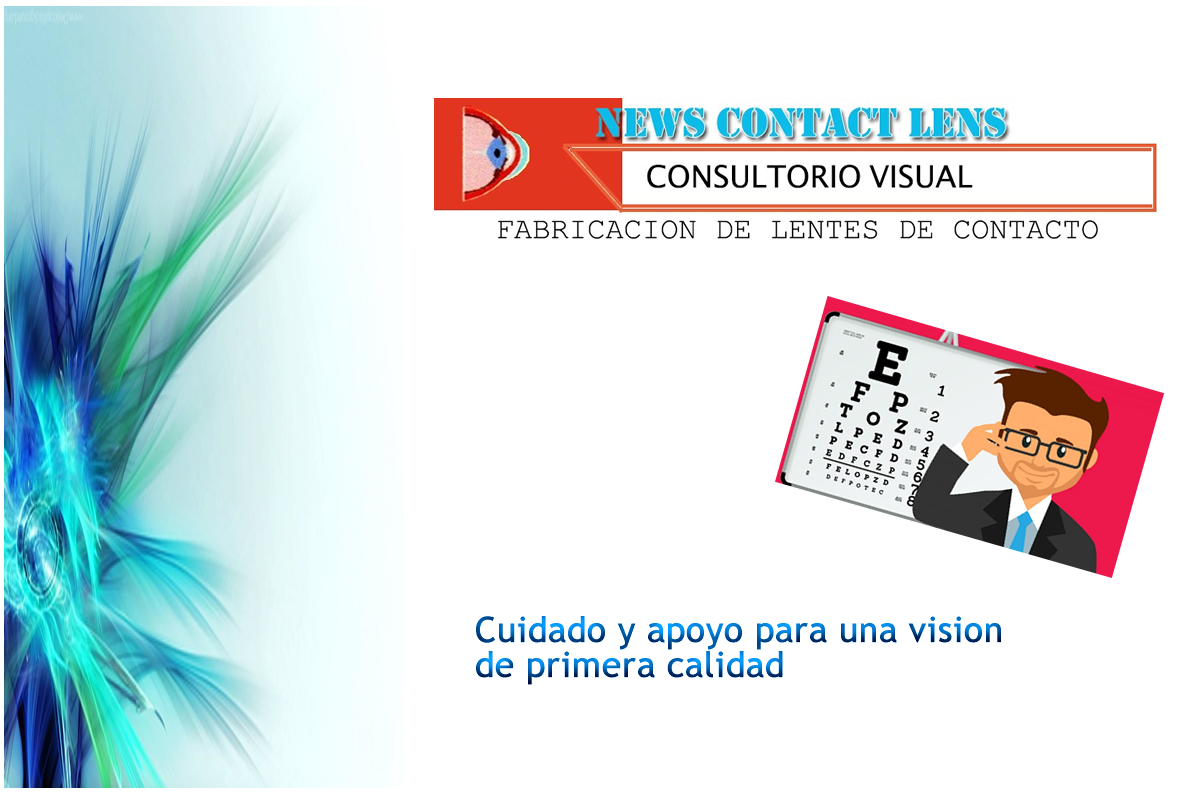 NEWS CONTACT LENS
CONSULTORIO VISUAL
FABRICACION DE LENTES DE CONTACTO
E
1
F P
2
T O Z
3
L P E D
4
P E C F D
5
E D F C Z P
6
F E L O P Z D
7
D E F P O T E C
8
Cuidado y apoyo para una vision
de primera calidad